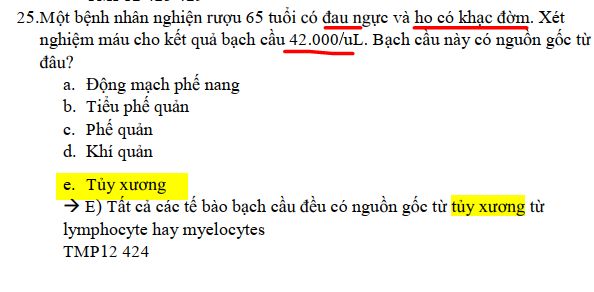 25.Một bệnh nhân nghiện rượu 65 tuổi có đau ngực và ho có khạc đờm. Xét
nghiệm máu cho kết quả bạch cầu 42.000/uL. Bạch cầu này có nguồn gốc từ
đâu?
a. Động mạch phế nang
b. Tiểu phế quản
c. Phế quản
d. Khí quản
e. Tủy xương
→ E) Tất cả các tế bào bạch cầu đều có nguồn gốc từ tủy xương từ
lymphocyte hay myelocytes
TMP12 424